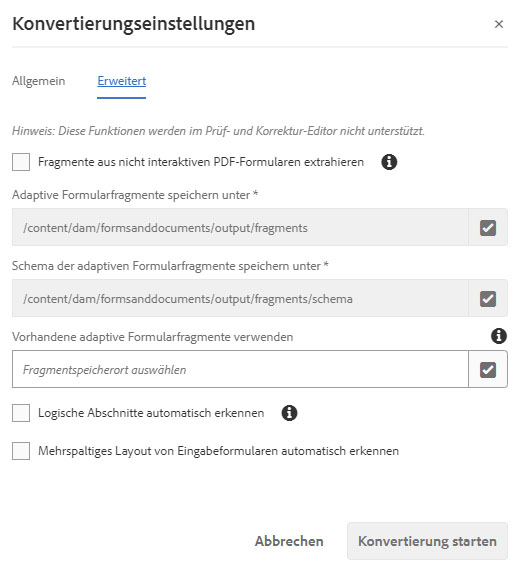 Konvertierungseinstellungen
Allgemein Erweitert
Hinweis: Diese Funktionen werden im Prüf- und Korrektur-Editor nicht unterstützt.
Fragmente aus nicht interaktiven PDF-Formularen extrahieren
Adaptive Formularfragmente speichern unter *
/content/dam/formsanddocuments/output/fragments
Schema der adaptiven Formularfragmente speichern unter *
/content/dam/formsanddocuments/output/fragments/schema
Vorhandene adaptive Formularfragmente verwenden
Fragmentspeicherort auswählen
Logische Abschnitte automatisch erkennen
Mehrspaltiges Layout von Eingabeformularen automatisch erkennen
Abbrechen Konvertierung starten